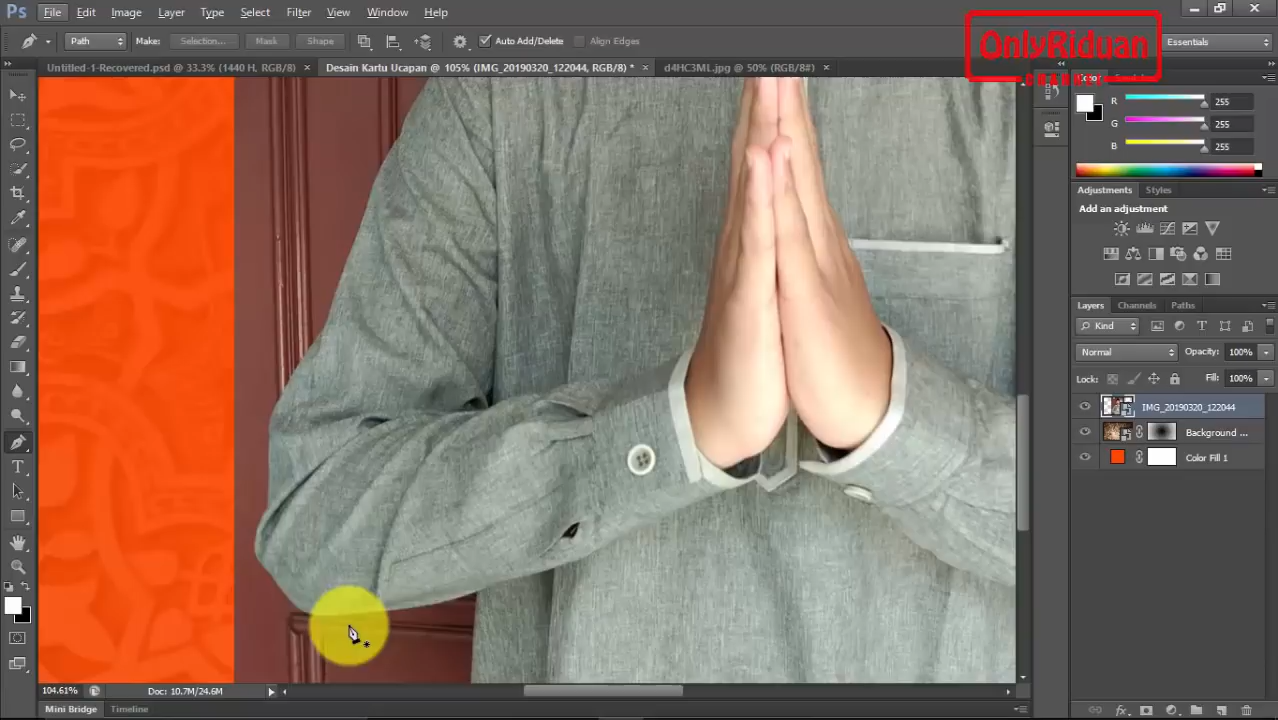 Ps File Edit Image Layer Type Select Filter View Window Help
Path Make: Selection... Mask Shape Auto Add/Delete Align Edges
OnlyRiduan
CHANNEL
Essentials
Untitled-1-Recovered.psd @ 33.3% (1440 H, RGB/8) × Desain Kartu Ucapan @ 105% (IMG_20190320_122044, RGB/8) * × d4HC3ML.jpg @ 50% (RGB/8#) ×
Color
R 255
G 255
B 255
Adjustments Styles
Add an adjustment
Layers Channels Paths
Kind
Normal Opacity: 100%
Lock: Fill: 100%
IMG_20190320_122044
Background ...
Color Fill 1
104.61% Doc: 10.7M/24.6M
Mini Bridge Timeline